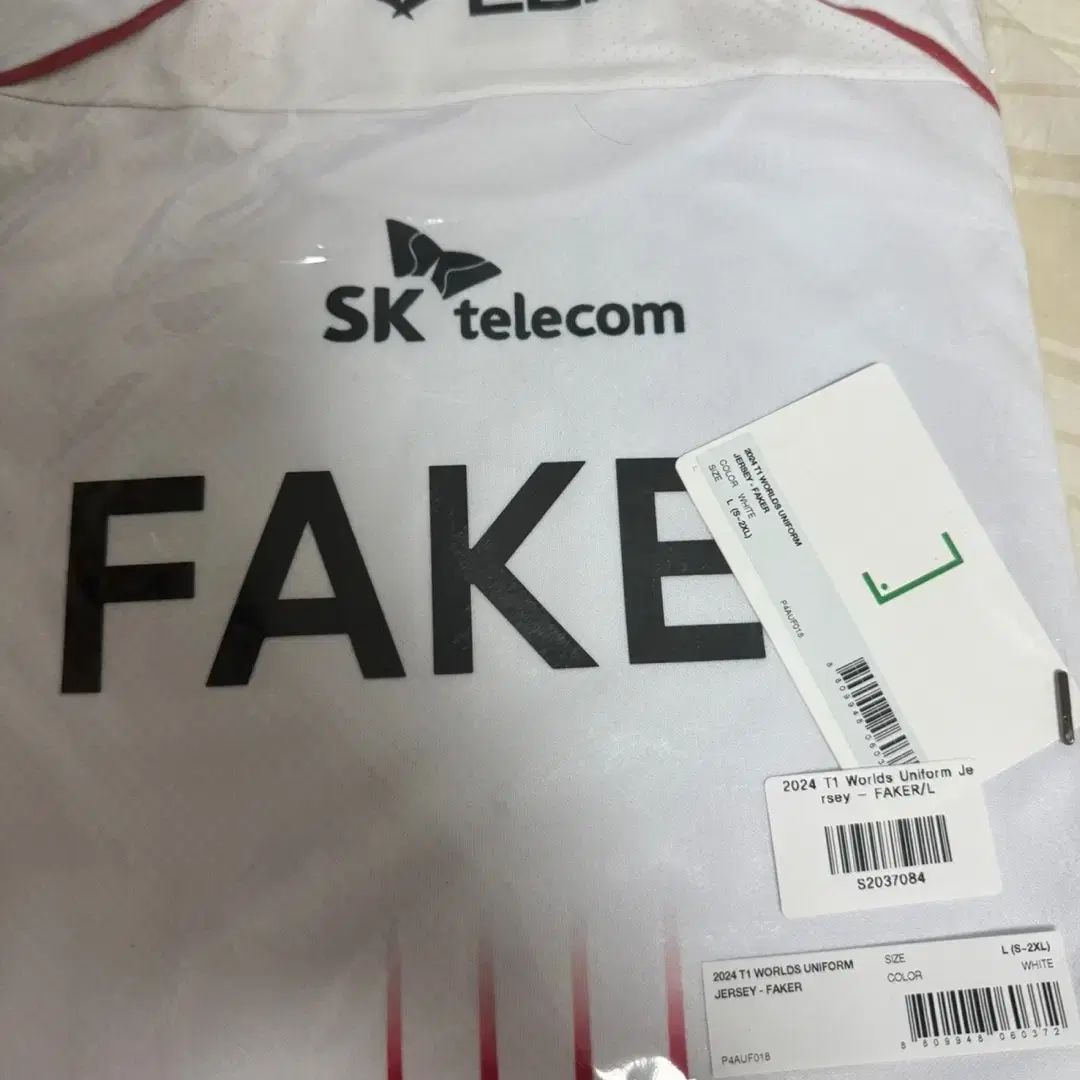 SK telecom
FAKE
2024 T1 WORLDS UNIFORM
JERSEY - FAKER
COLOR WHITE
SIZE L (S~2XL)
P4AUF018
L
2024 T1 Worlds Uniform Je
rsey - FAKER/L
S2037084
2024 T1 WORLDS UNIFORM
JERSEY - FAKER
SIZE L (S~2XL)
COLOR WHITE
P4AUF018
8 809948 060372